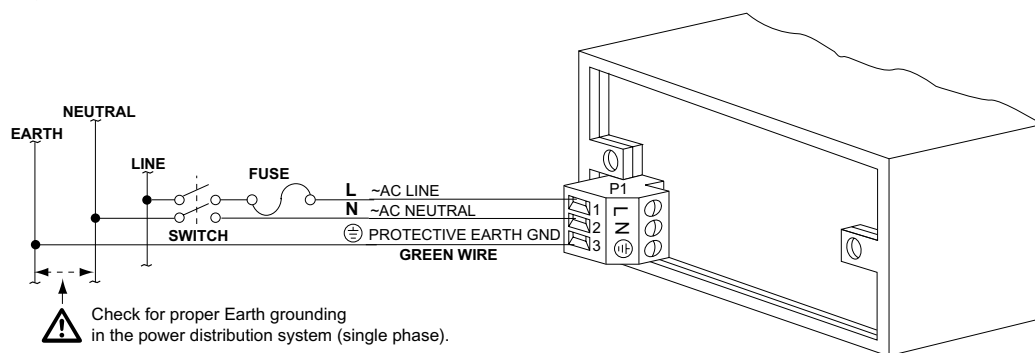 NEUTRAL
EARTH
LINE
FUSE
L ~AC LINE
N ~AC NEUTRAL
SWITCH
PROTECTIVE EARTH GND
GREEN WIRE
P1
1 L
2 N
3
Check for proper Earth grounding
in the power distribution system (single phase).